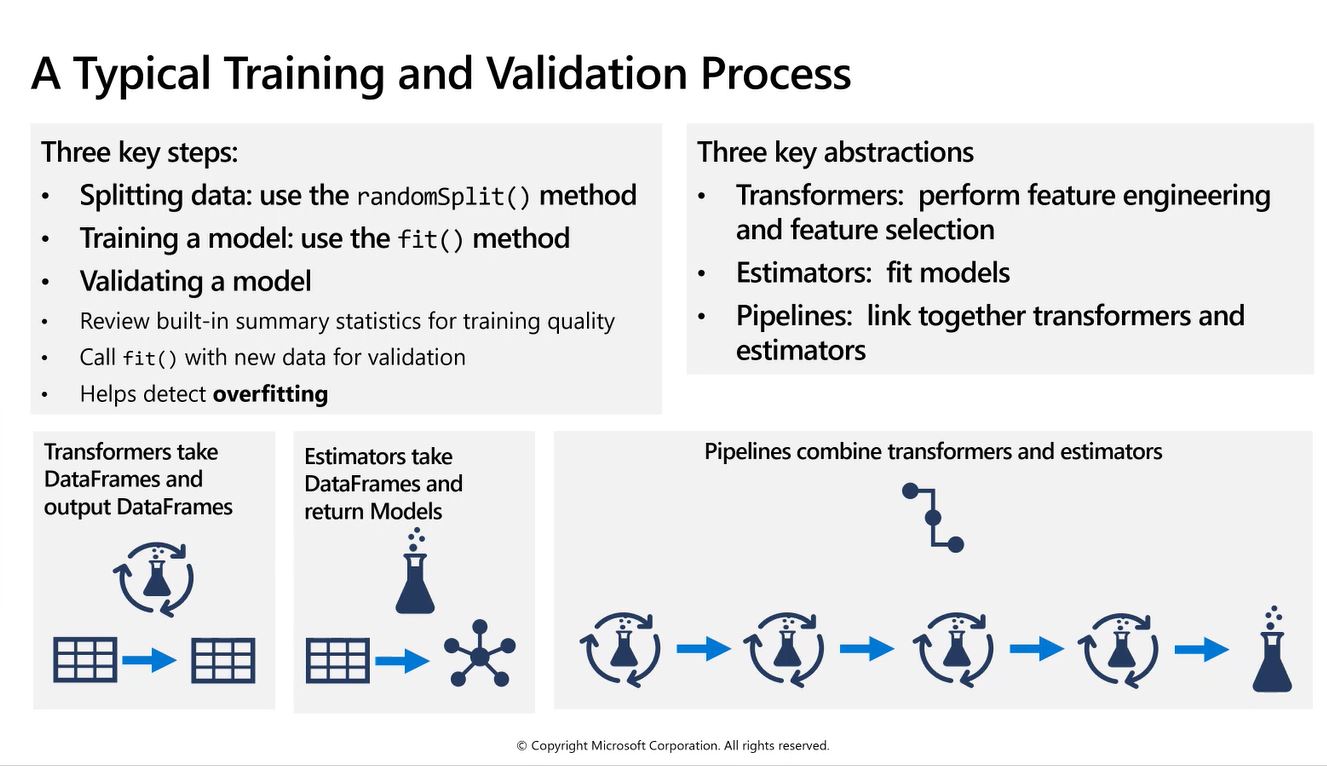 A Typical Training and Validation Process
Three key steps:
• Splitting data: use the randomSplit() method
• Training a model: use the fit() method
• Validating a model
• Review built-in summary statistics for training quality
• Call fit() with new data for validation
• Helps detect overfitting
Three key abstractions
• Transformers: perform feature engineering
and feature selection
• Estimators: fit models
• Pipelines: link together transformers and
estimators
Transformers take
DataFrames and
output DataFrames
Estimators take
DataFrames and
return Models
Pipelines combine transformers and estimators
© Copyright Microsoft Corporation. All rights reserved.